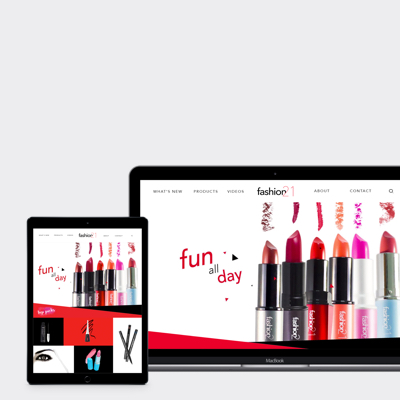 WHAT'S NEW PRODUCTS VIDEOS fashion21 ABOUT CONTACT
fun
all
day
fashion21
fashion21
fashion21
MacBook
fashion21
fun
all
day
top picks